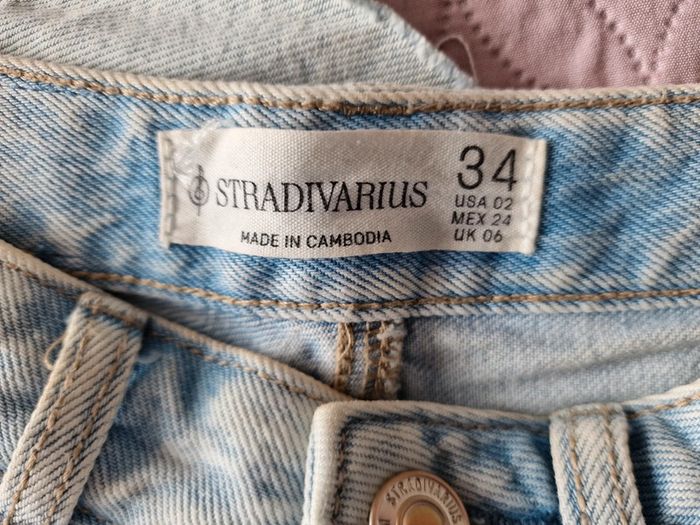 STRADIVARIUS
MADE IN CAMBODIA
34
USA 02
MEX 24
UK 06
STRADIVARIUS